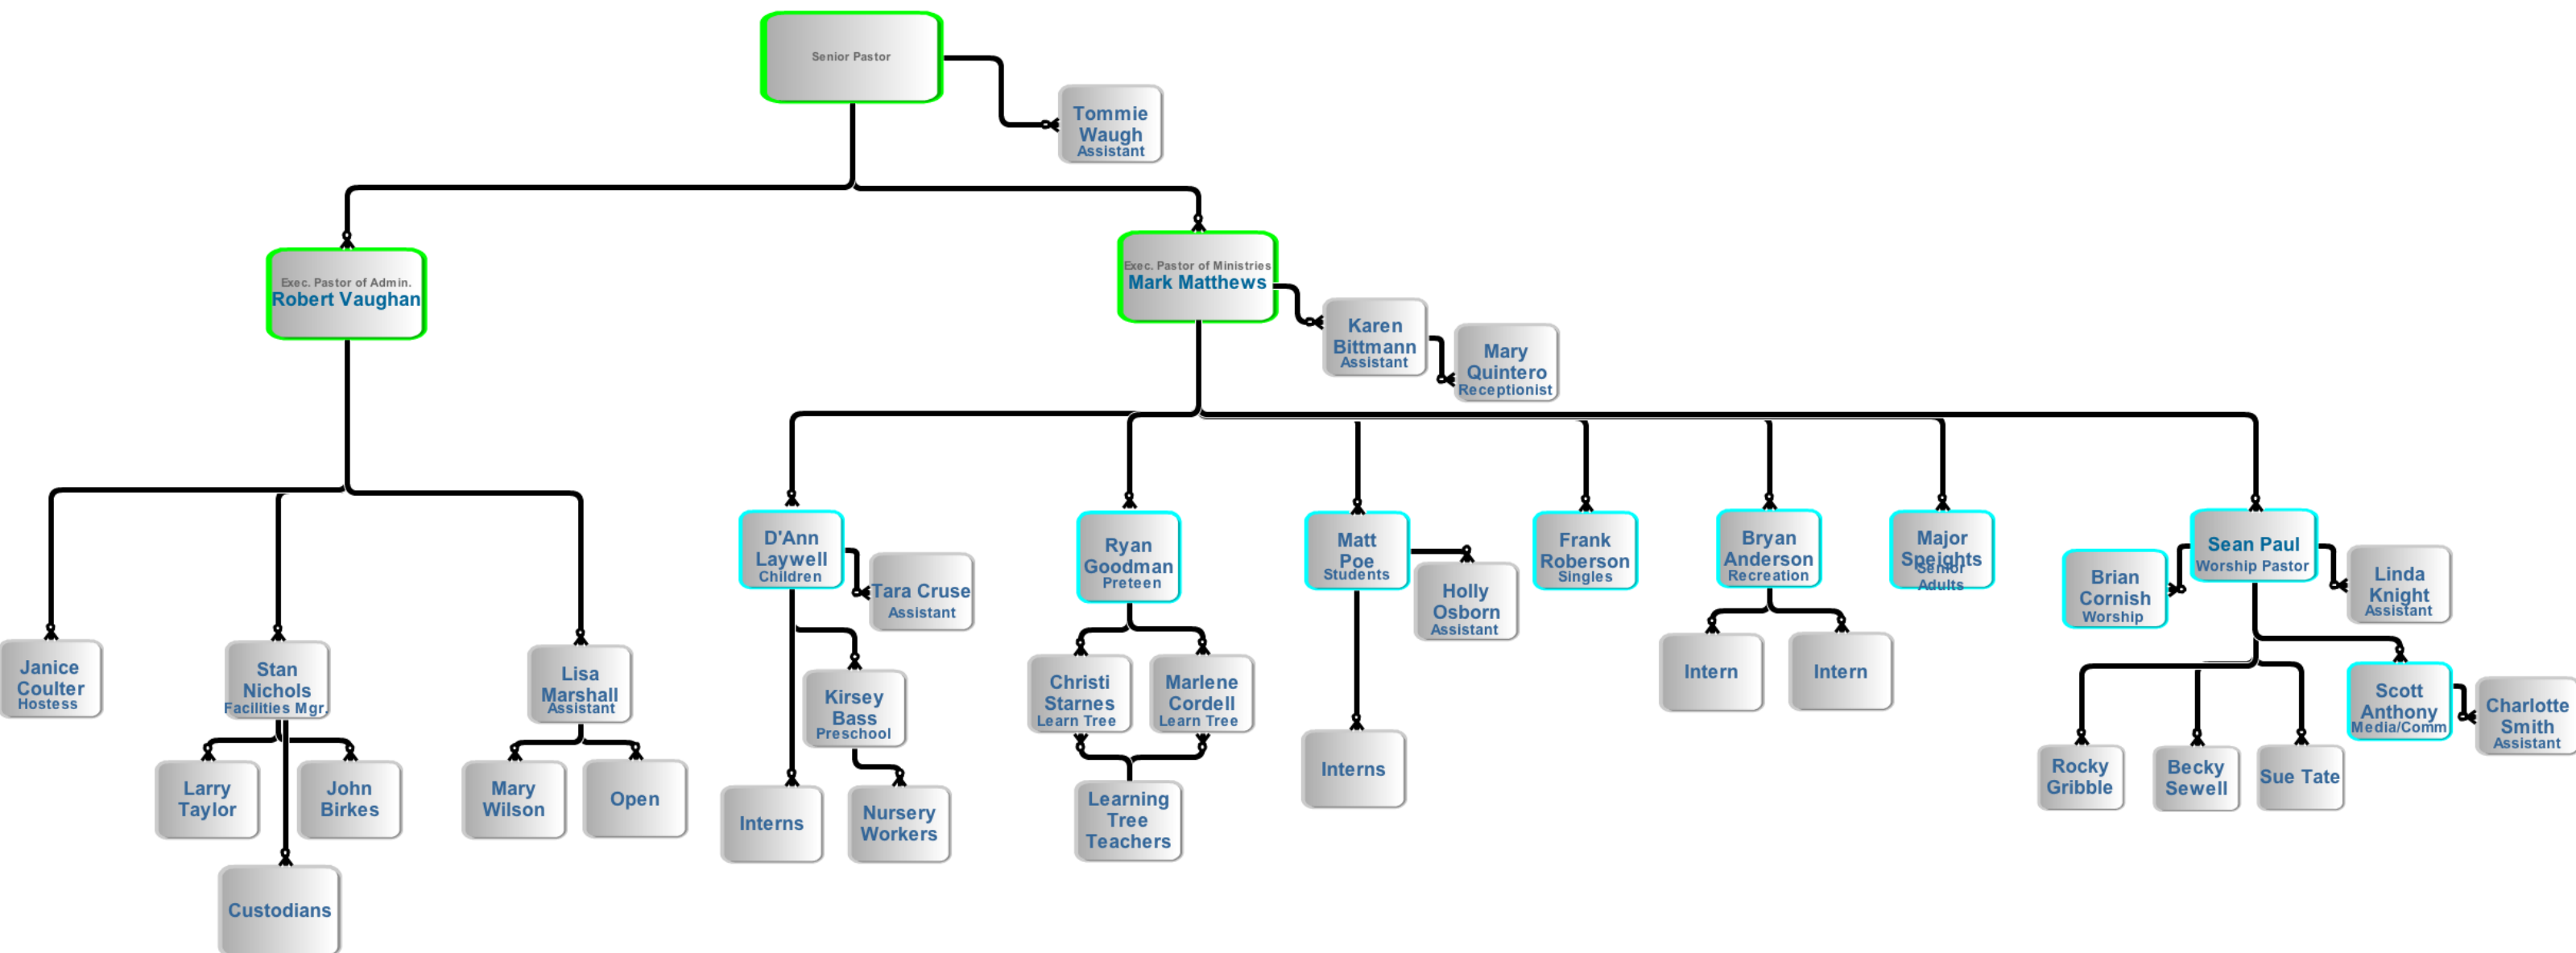 Senior Pastor
Tommie
Waugh
Assistant
Exec. Pastor of Admin.
Robert Vaughan
Exec. Pastor of Ministries
Mark Matthews
Karen
Bittmann
Assistant
Mary
Quintero
Receptionist
Janice
Coulter
Hostess
Stan
Nichols
Facilities Mgr.
Lisa
Marshall
Assistant
Larry
Taylor
John
Birkes
Custodians
Mary
Wilson
Open
D'Ann
Laywell
Children
Tara Cruse
Assistant
Kirsey
Bass
Preschool
Interns
Nursery
Workers
Ryan
Goodman
Preteen
Christi
Starnes
Learn Tree
Marlene
Cordell
Learn Tree
Learning
Tree
Teachers
Matt
Poe
Students
Holly
Osborn
Assistant
Interns
Frank
Roberson
Singles
Bryan
Anderson
Recreation
Intern
Intern
Major
Speights
Senior
Adults
Sean Paul
Worship Pastor
Brian
Cornish
Worship
Linda
Knight
Assistant
Rocky
Gribble
Becky
Sewell
Sue Tate
Scott
Anthony
Media/Comm
Charlotte
Smith
Assistant